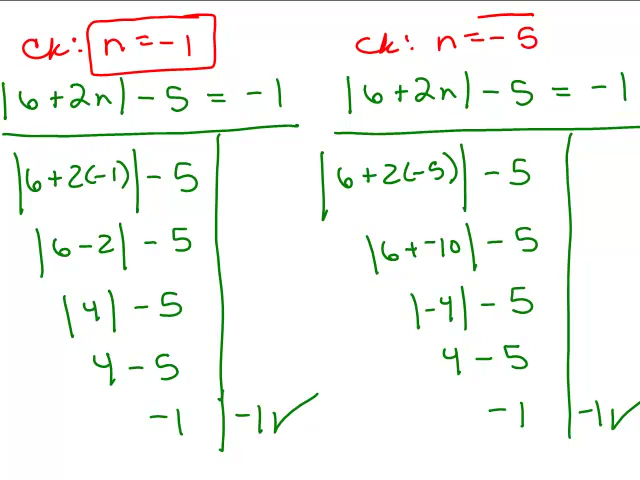 ck: n = -1
|6 + 2n| - 5 = -1
|6 + 2(-1)| - 5
|6 - 2| - 5
|4| - 5
4 - 5
-1 | -1 ✓
ck: n = -5
|6 + 2n| - 5 = -1
|6 + 2(-5)| - 5
|6 + -10| - 5
|-4| - 5
4 - 5
-1 | -1 ✓